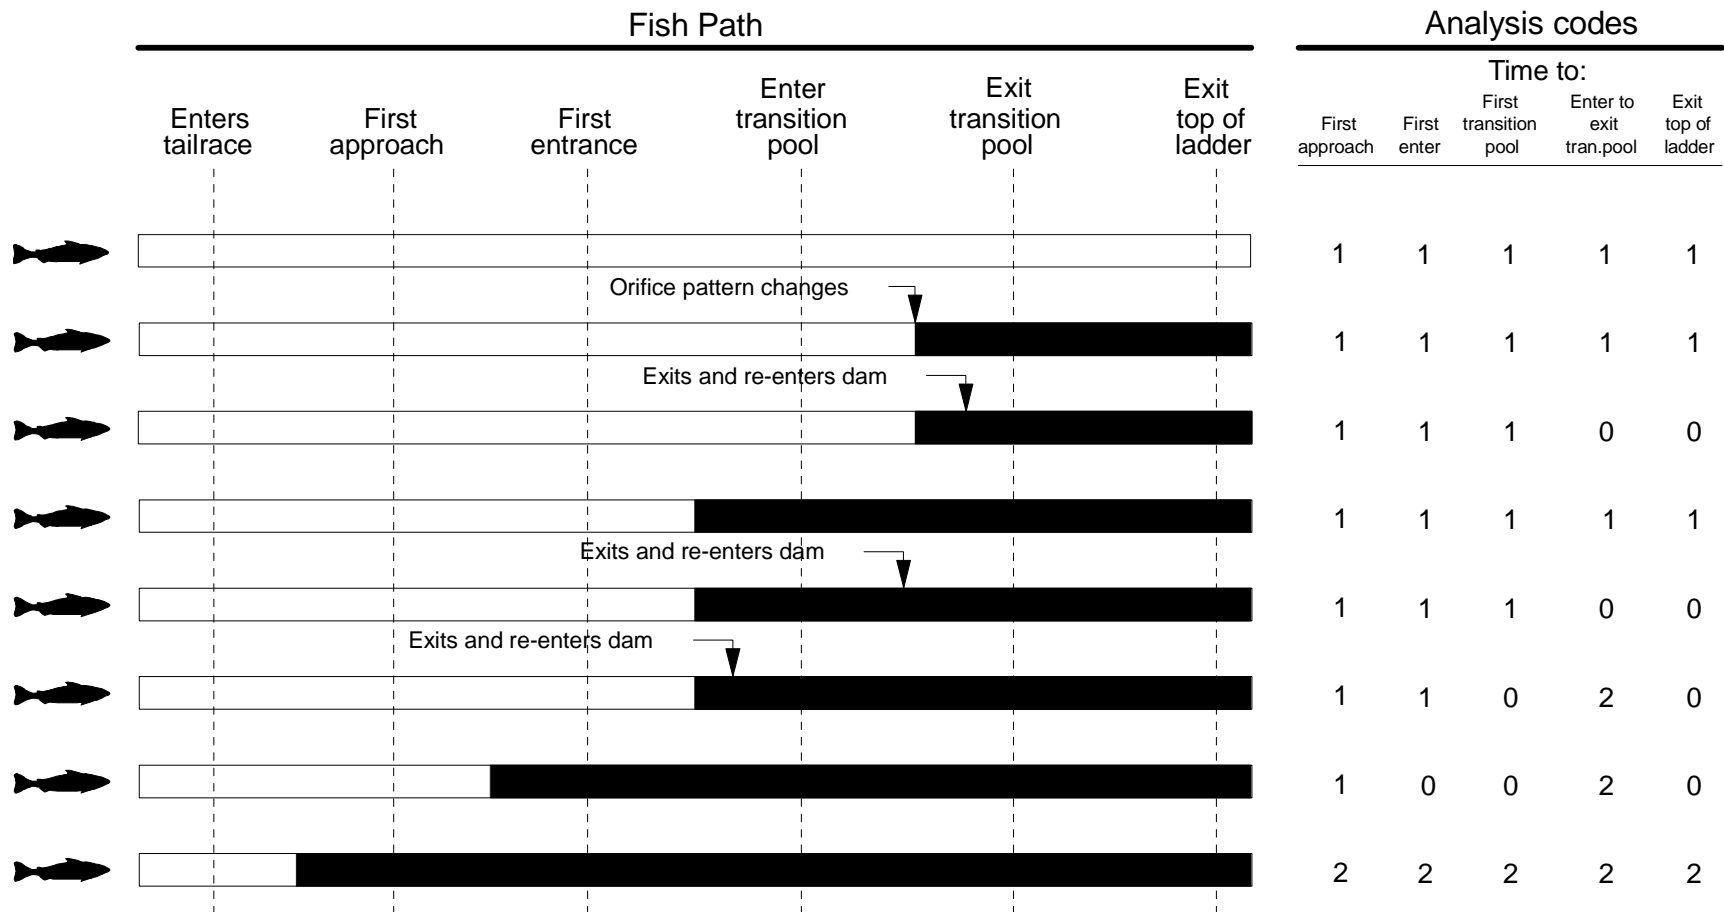 Fish Path
Analysis codes
Time to:
Enters
tailrace
First
approach
First
entrance
Enter
transition
pool
Exit
transition
pool
Exit
top of
ladder
First
approach
First
enter
First
transition
pool
Enter to
exit
tran.pool
Exit
top of
ladder
1 1 1 1 1
Orifice pattern changes
1 1 1 1 1
Exits and re-enters dam
1 1 1 0 0
1 1 1 1 1
Exits and re-enters dam
1 1 1 0 0
Exits and re-enters dam
1 1 0 2 0
1 0 0 2 0
2 2 2 2 2